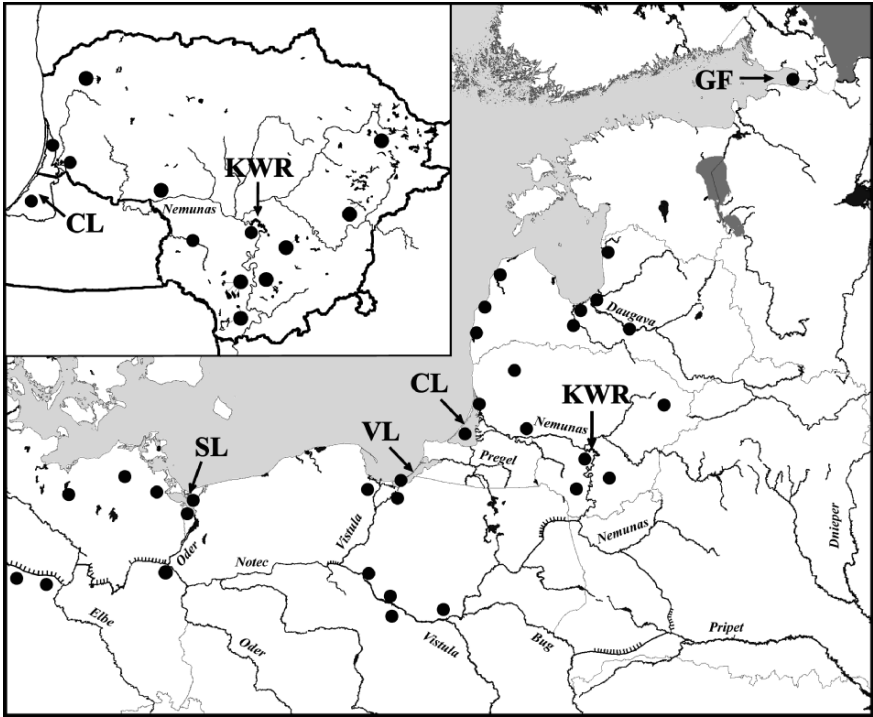 GF
KWR
Nemunas
CL
Daugava
CL
KWR
Nemunas
VL
Pregel
SL
Vistula
Nemunas
Dnieper
Oder
Notec
Elbe
Oder
Vistula
Bug
Pripet